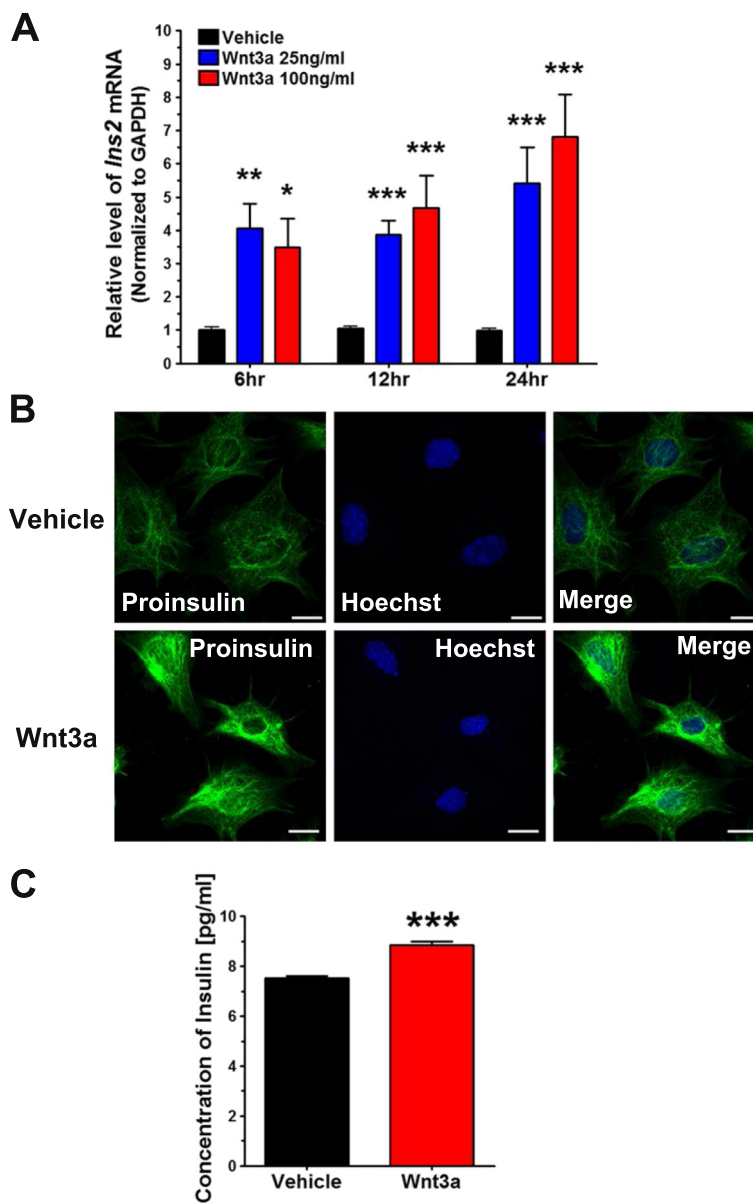 A
Relative level of Ins2 mRNA
(Normalized to GAPDH)
10
9
8
7
6
5
4
3
2
1
0
Vehicle
Wnt3a 25ng/ml
Wnt3a 100ng/ml
**
*
***
***
***
***
6hr
12hr
24hr
B
Vehicle
Proinsulin
Hoechst
Merge
Wnt3a
Proinsulin
Hoechst
Merge
C
Concentration of Insulin [pg/ml]
10
8
6
4
2
0
***
Vehicle
Wnt3a